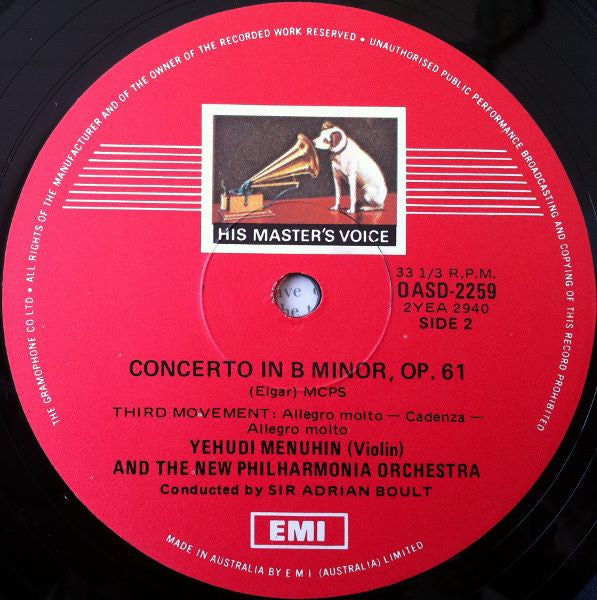 THE GRAMOPHONE CO LTD • ALL RIGHTS OF THE MANUFACTURER AND OF THE OWNER OF THE RECORDED WORK RESERVED • UNAUTHORISED PUBLIC PERFORMANCE BROADCASTING AND COPYING OF THIS RECORD PROHIBITED
HIS MASTER'S VOICE
33 1/3 R.P.M.
OASD-2259
2YEA 2940
SIDE 2
CONCERTO IN B MINOR, OP. 61
(Elgar) MCPS
THIRD MOVEMENT: Allegro molto — Cadenza —
Allegro molto
YEHUDI MENUHIN (Violin)
AND THE NEW PHILHARMONIA ORCHESTRA
Conducted by SIR ADRIAN BOULT
EMI
MADE IN AUSTRALIA BY E M I (AUSTRALIA) LIMITED